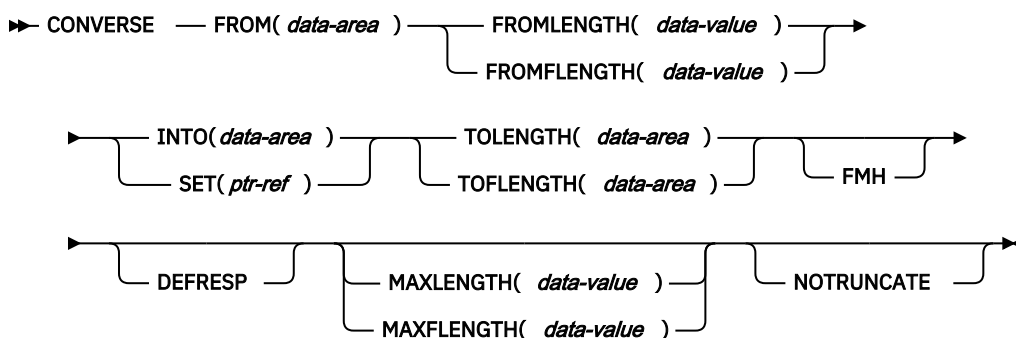 CONVERSE FROM( data-area ) FROMLENGTH( data-value )
FROMFLENGTH( data-value )
INTO( data-area ) TOLENGTH( data-area )
SET( ptr-ref ) TOFLENGTH( data-area ) FMH
DEFRESP MAXLENGTH( data-value ) NOTRUNCATE
MAXFLENGTH( data-value )